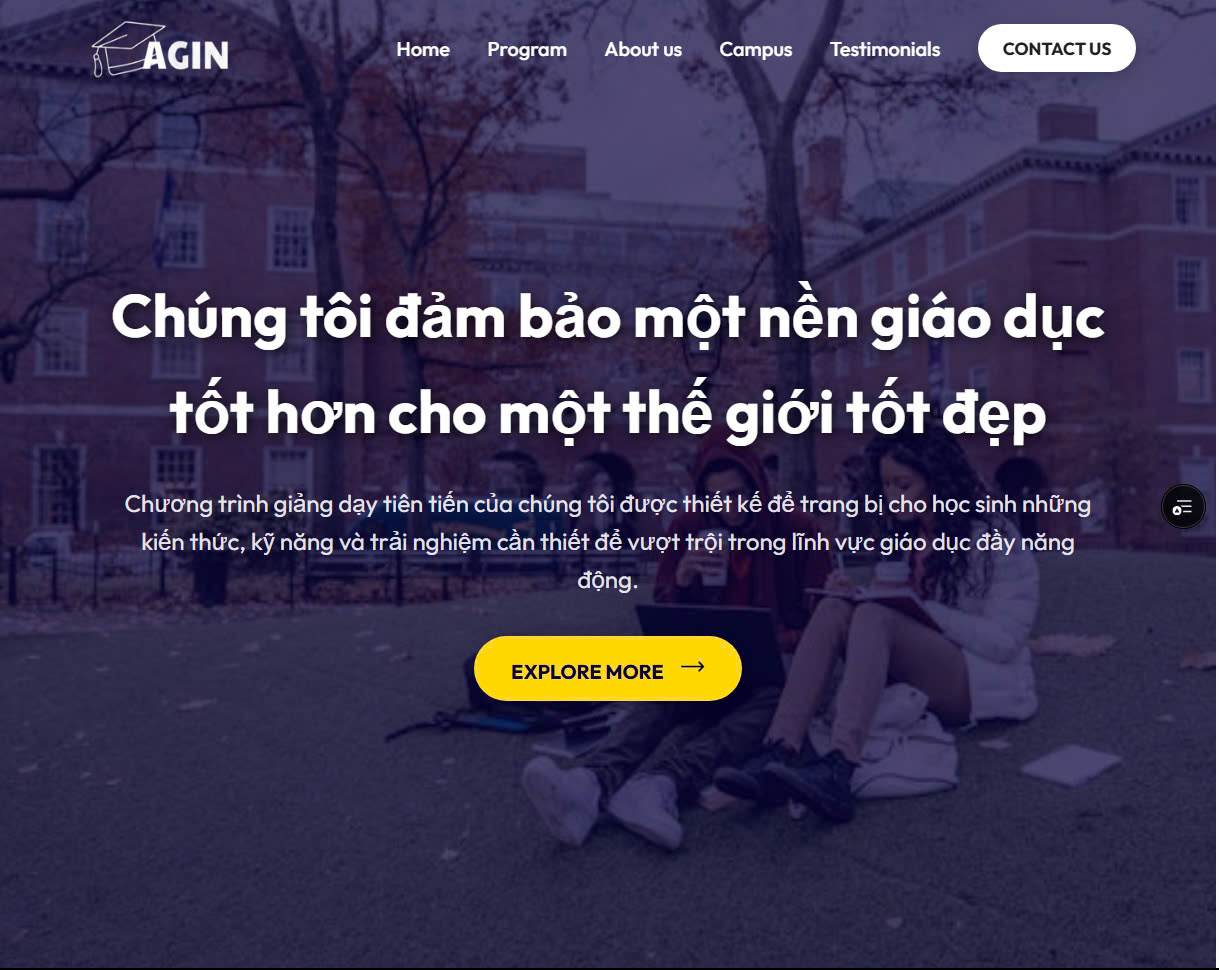 AGIN
Home Program About us Campus Testimonials CONTACT US
Chúng tôi đảm bảo một nền giáo dục
tốt hơn cho một thế giới tốt đẹp
Chương trình giảng dạy tiên tiến của chúng tôi được thiết kế để trang bị cho học sinh những
kiến thức, kỹ năng và trải nghiệm cần thiết để vượt trội trong lĩnh vực giáo dục đầy năng
động.
EXPLORE MORE